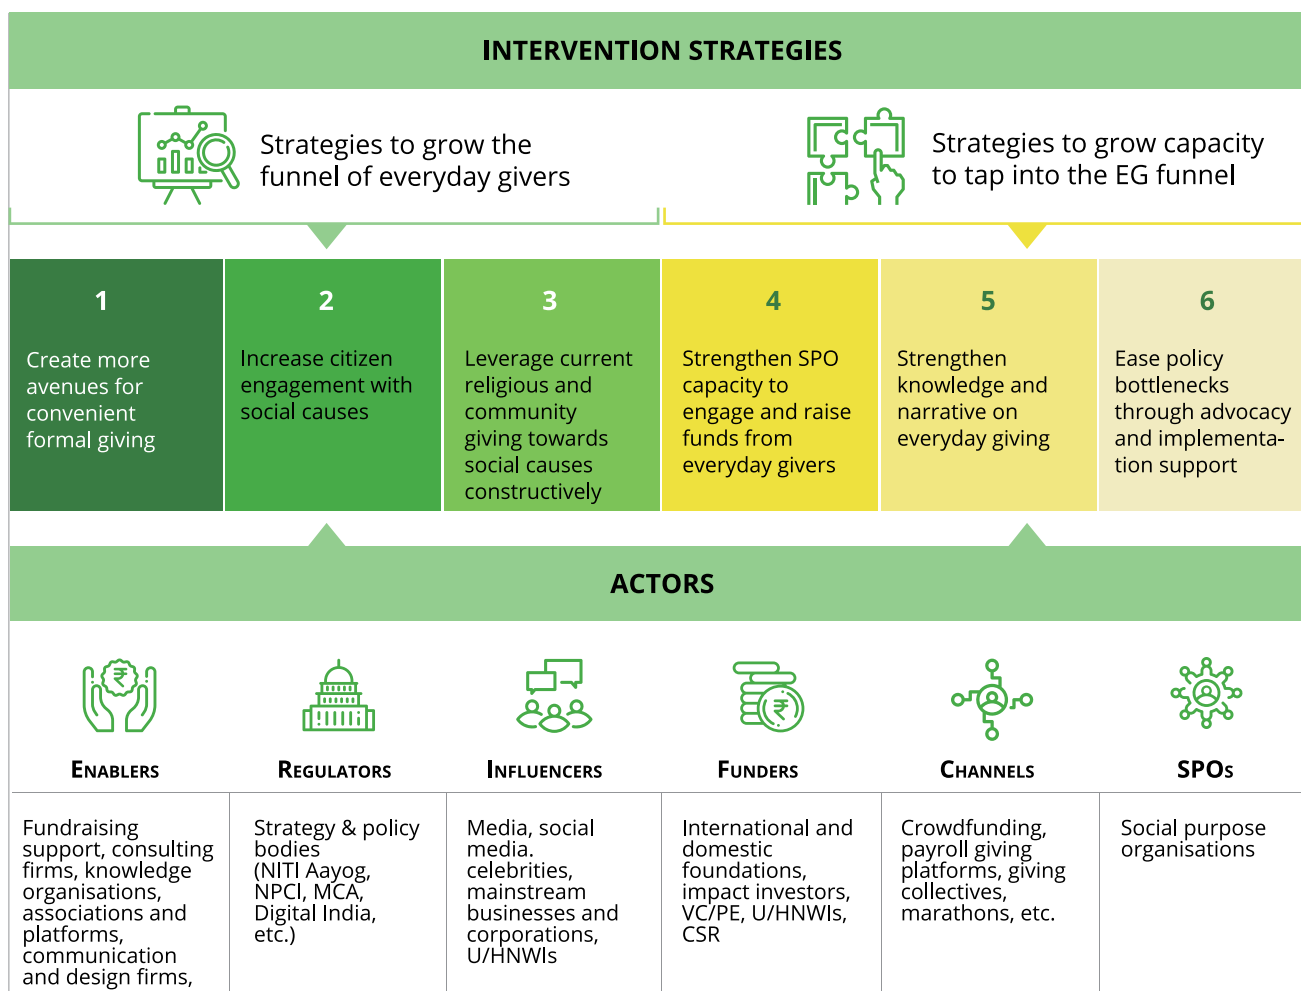 INTERVENTION STRATEGIES
Strategies to grow the
funnel of everyday givers
Strategies to grow capacity
to tap into the EG funnel
1
Create more
avenues for
convenient
formal giving
2
Increase citizen
engagement with
social causes
3
Leverage current
religious and
community
giving towards
social causes
constructively
4
Strengthen SPO
capacity to
engage and raise
funds from
everyday givers
5
Strengthen
knowledge and
narrative on
everyday giving
6
Ease policy
bottlenecks
through advocacy
and implementa-
tion support
ACTORS
₹
₹
ENABLERS
Fundraising
support, consulting
firms, knowledge
organisations,
associations and
platforms,
communication
and design firms,
REGULATORS
Strategy & policy
bodies
(NITI Aayog,
NPCI, MCA,
Digital India,
etc.)
INFLUENCERS
Media, social
media.
celebrities,
mainstream
businesses and
corporations,
U/HNWIs
FUNDERS
International and
domestic
foundations,
impact investors,
VC/PE, U/HNWIs,
CSR
CHANNELS
Crowdfunding,
payroll giving
platforms, giving
collectives,
marathons, etc.
SPOs
Social purpose
organisations